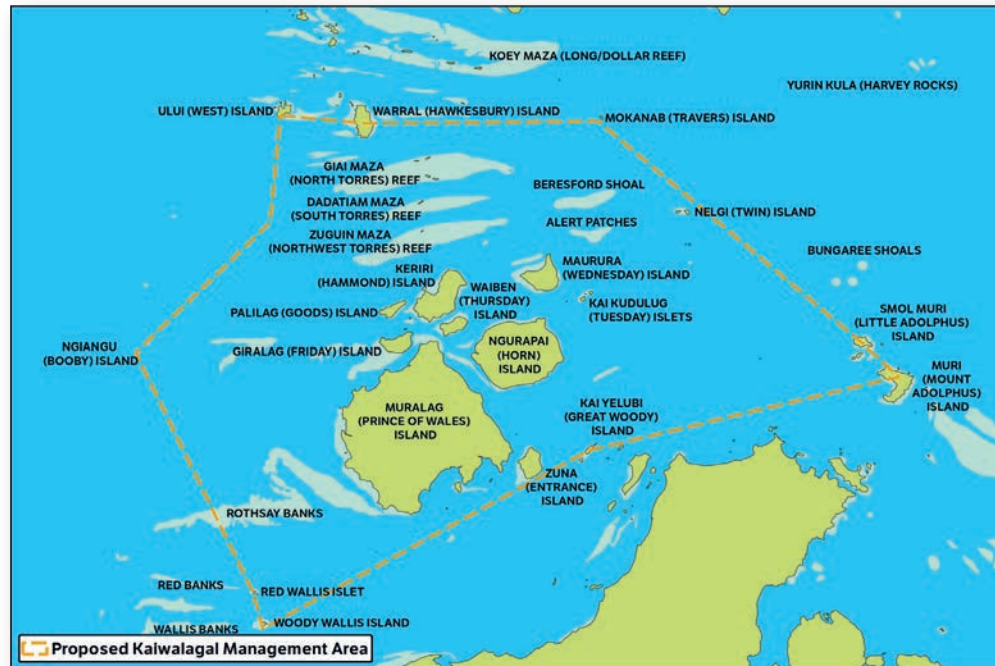 KOEY MAZA (LONG/DOLLAR REEF)
YURIN KULA (HARVEY ROCKS)
ULUI (WEST) ISLAND
WARRAL (HAWKESBURY) ISLAND
MOKANAB (TRAVERS) ISLAND
GIAI MAZA
(NORTH TORRES) REEF
BERESFORD SHOAL
DADATIAM MAZA
(SOUTH TORRES) REEF
NELGI (TWIN) ISLAND
ALERT PATCHES
ZUGUIN MAZA
(NORTHWEST TORRES) REEF
BUNGAREE SHOALS
MAURURA
(WEDNESDAY) ISLAND
KERIRI
(HAMMOND) ISLAND
WAIBEN
(THURSDAY)
ISLAND
KAI KUDULUG
(TUESDAY) ISLETS
PALILAG (GOODS) ISLAND
SMOL MURI
(LITTLE ADOLPHUS)
ISLAND
NGIANGU
(BOOBY) ISLAND
GIRALAG (FRIDAY) ISLAND
NGURAPAI
(HORN)
ISLAND
MURI
(MOUNT
ADOLPHUS)
ISLAND
MURALAG
(PRINCE OF WALES)
ISLAND
KAI YELUBI
(GREAT WOODY)
ISLAND
ZUNA
(ENTRANCE)
ISLAND
ROTHSAY BANKS
RED BANKS
RED WALLIS ISLET
WALLIS BANKS
WOODY WALLIS ISLAND
Proposed Kaiwalagal Management Area